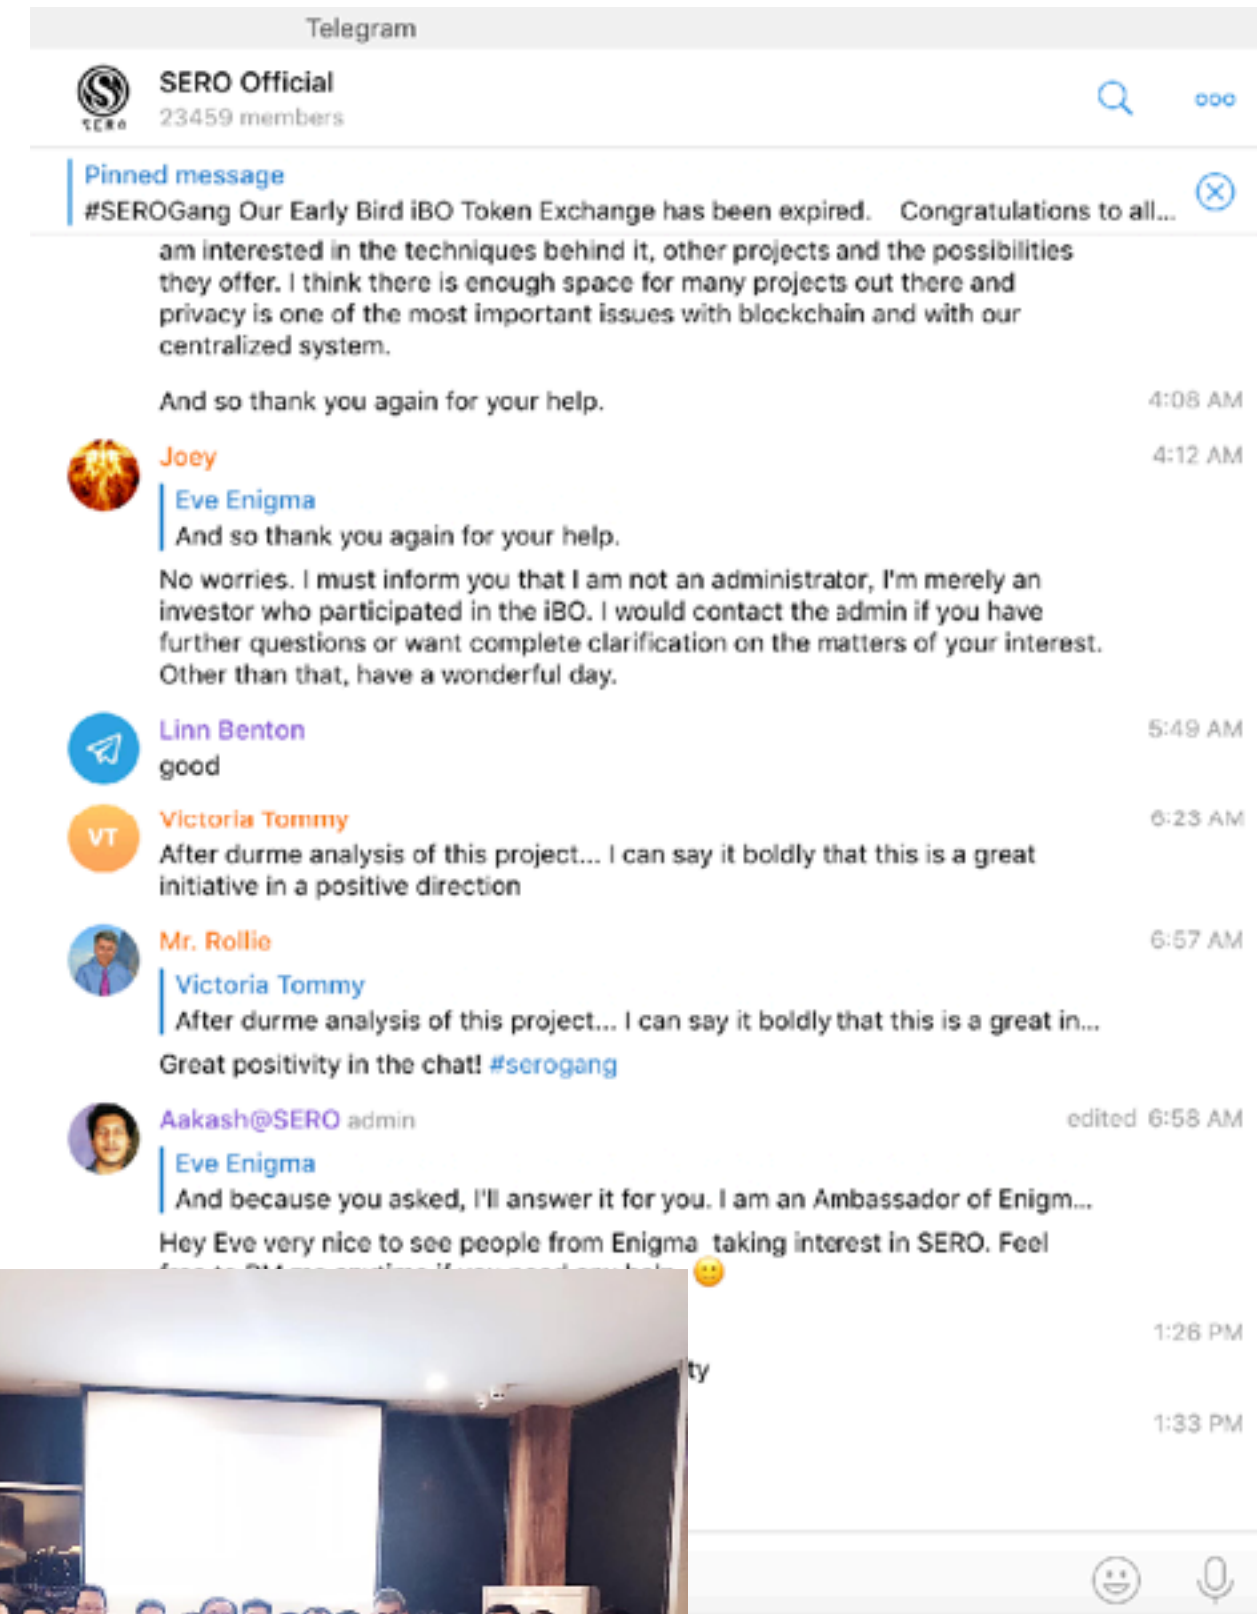 Telegram
SERO Official
23459 members
SERO
Pinned message
#SEROGang Our Early Bird iBO Token Exchange has been expired. Congratulations to all...
am interested in the techniques behind it, other projects and the possibilities
they offer. I think there is enough space for many projects out there and
privacy is one of the most important issues with blockchain and with our
centralized system.
And so thank you again for your help.
4:08 AM
Joey
4:12 AM
Eve Enigma
And so thank you again for your help.
No worries. I must inform you that I am not an administrator, I'm merely an
investor who participated in the iBO. I would contact the admin if you have
further questions or want complete clarification on the matters of your interest.
Other than that, have a wonderful day.
Linn Benton
5:49 AM
good
VT
Victoria Tommy
6:23 AM
After durme analysis of this project... I can say it boldly that this is a great
initiative in a positive direction
Mr. Rollie
6:57 AM
Victoria Tommy
After durme analysis of this project... I can say it boldly that this is a great in...
Great positivity in the chat! #serogang
Aakash@SERO admin
edited 6:58 AM
Eve Enigma
And because you asked, I'll answer it for you. I am an Ambassador of Enigm...
Hey Eve very nice to see people from Enigma taking interest in SERO. Feel
1:26 PM
ty
1:33 PM